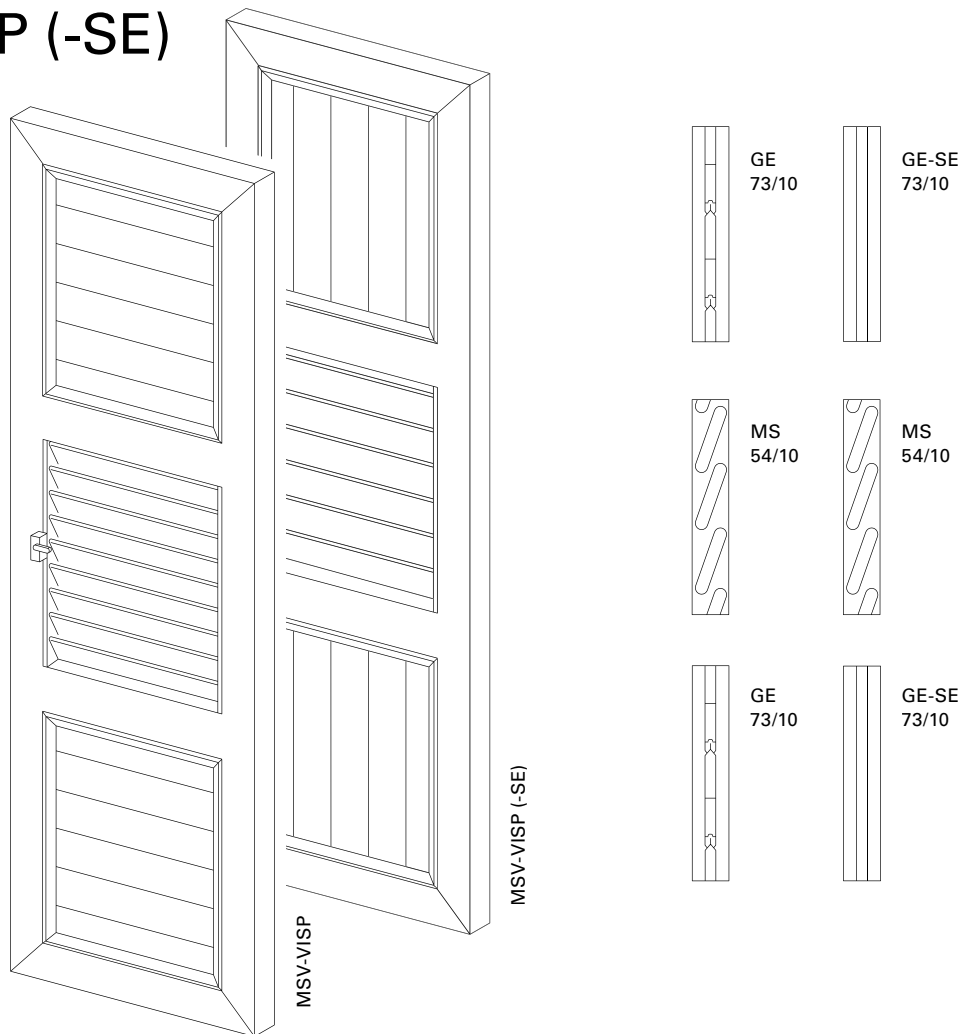 P (-SE)
GE
73/10
GE-SE
73/10
MS
54/10
MS
54/10
GE
73/10
GE-SE
73/10
MSV-VISP (-SE)
MSV-VISP